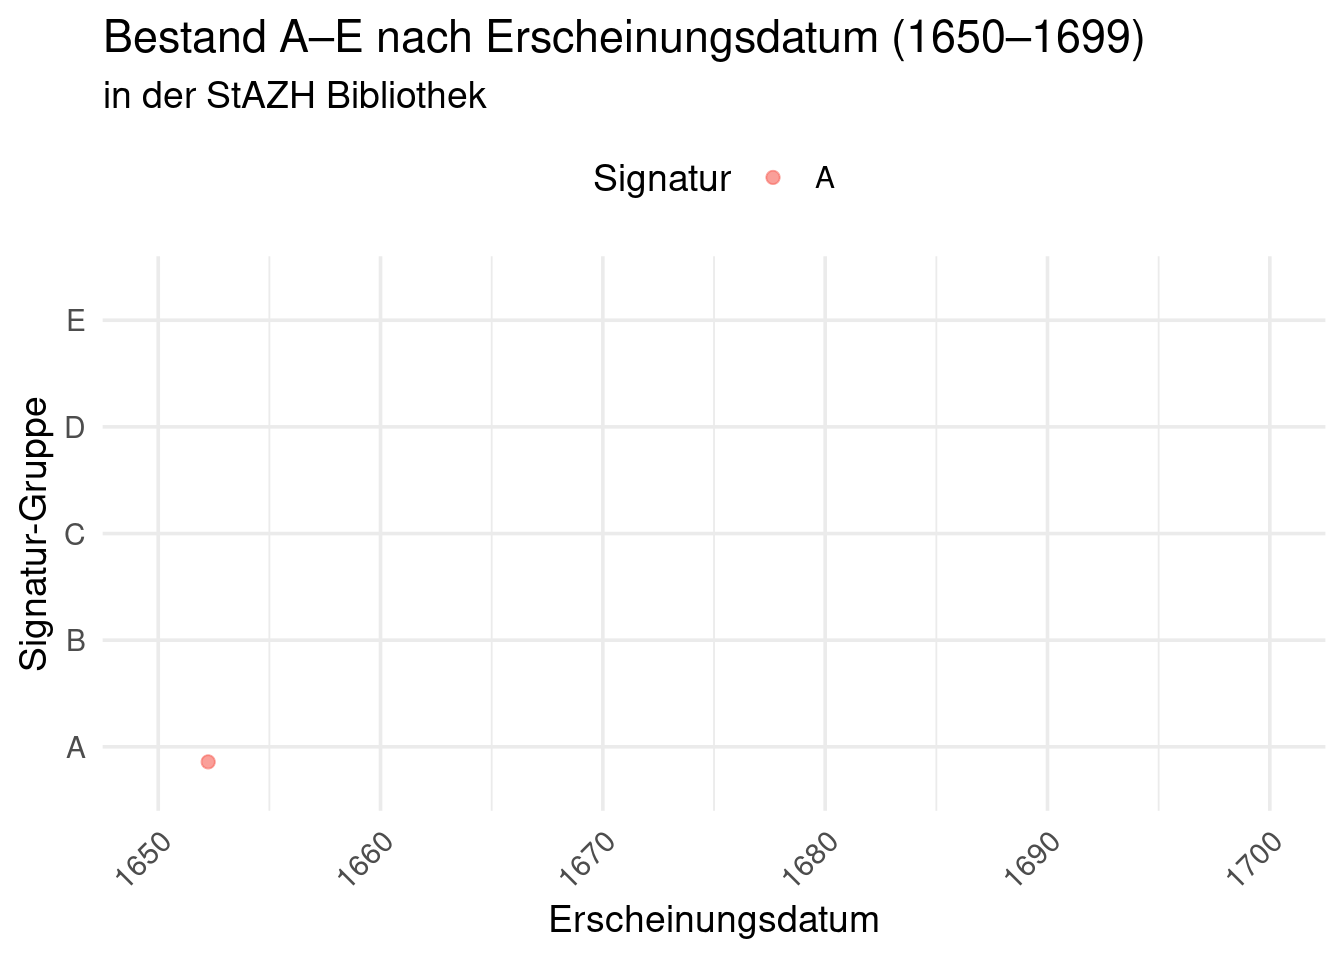 Bestand A–E nach Erscheinungsdatum (1650–1699)
in der StAZH Bibliothek
Signatur A
Signatur-Gruppe
E
D
C
B
A
1650 1660 1670 1680 1690 1700
Erscheinungsdatum